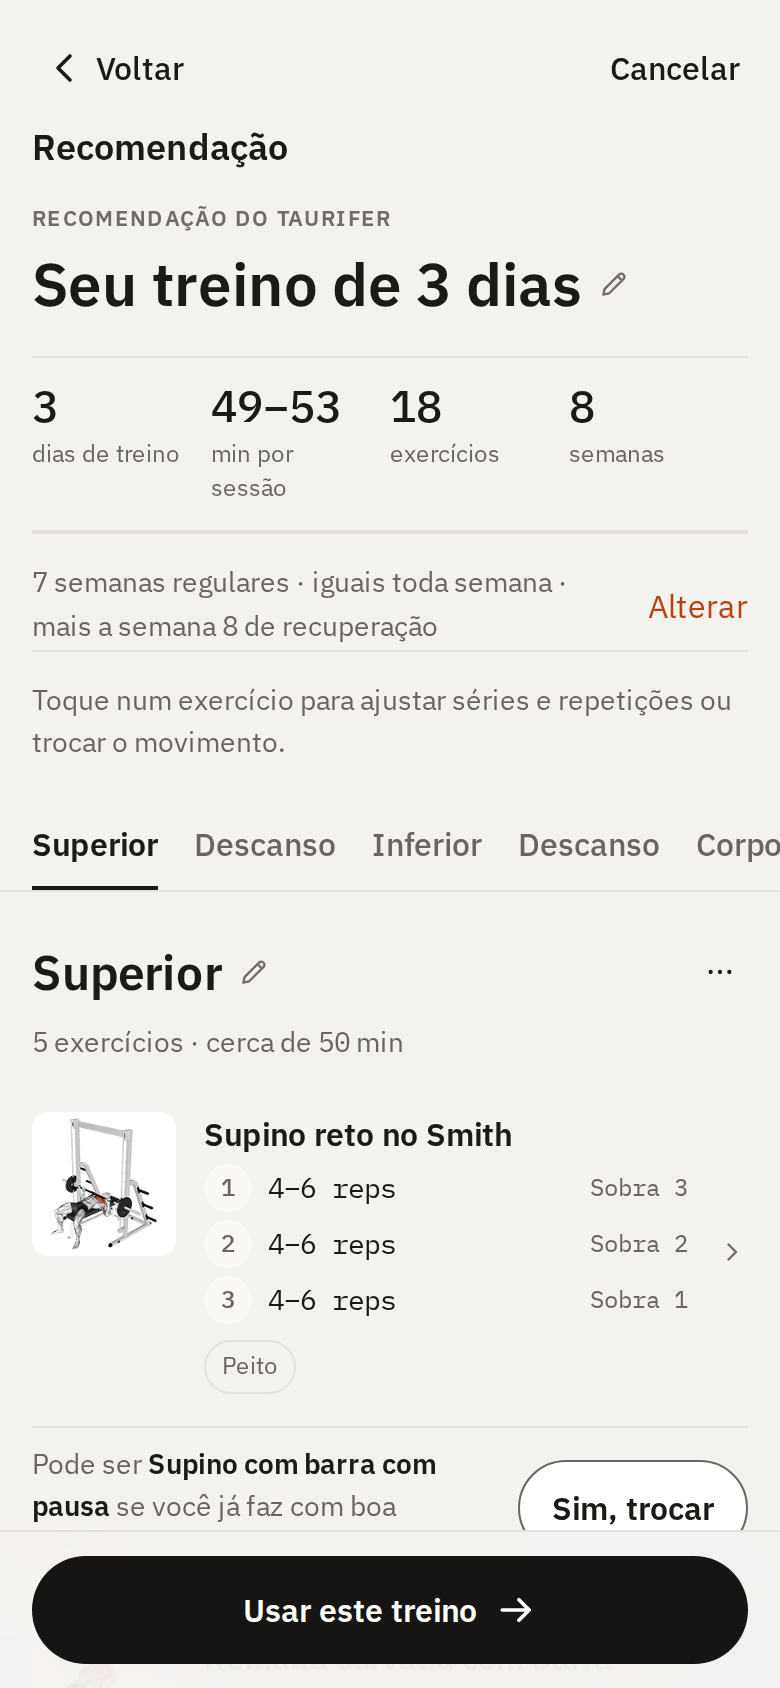 Voltar
Cancelar
Recomendação
RECOMENDAÇÃO DO TAURIFER
Seu treino de 3 dias
3
dias de treino
49–53
min por
sessão
18
exercícios
8
semanas
7 semanas regulares · iguais toda semana ·
mais a semana 8 de recuperação
Alterar
Toque num exercício para ajustar séries e repetições ou
trocar o movimento.
Superior Descanso Inferior Descanso Corpo
Superior
...
5 exercícios · cerca de 50 min
Supino reto no Smith
1 4–6 reps Sobra 3
2 4–6 reps Sobra 2
3 4–6 reps Sobra 1
Peito
Pode ser Supino com barra com
pausa se você já faz com boa
Sim, trocar
Usar este treino